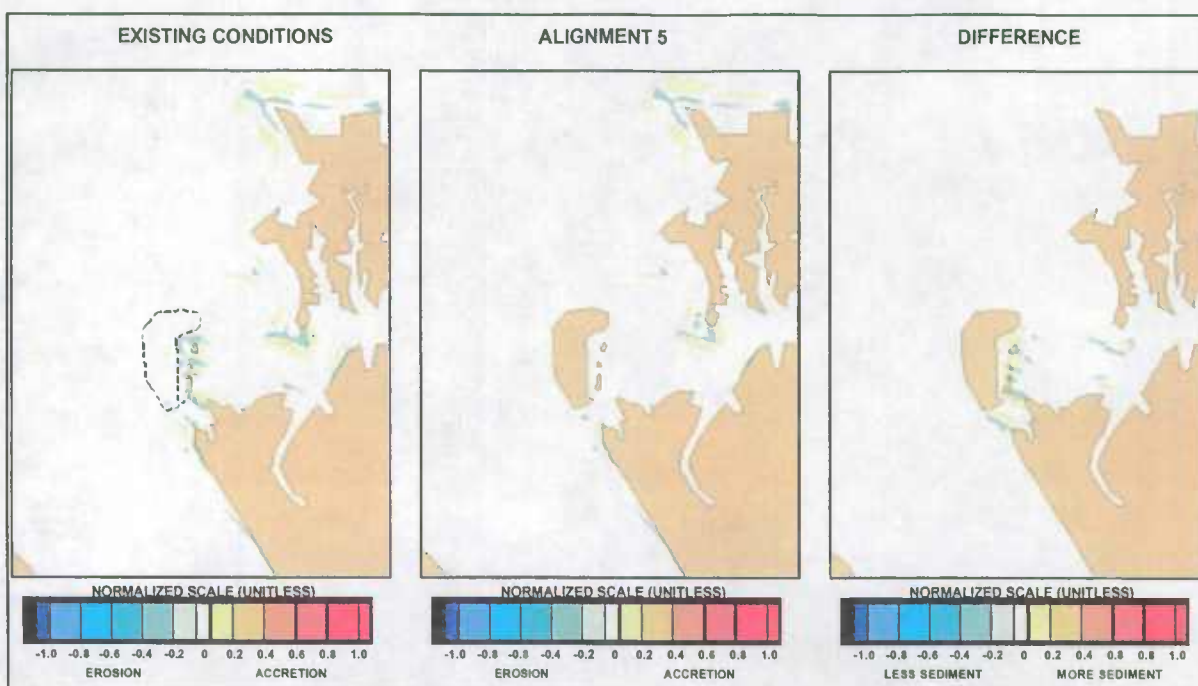 EXISTING CONDITIONS
ALIGNMENT 5
DIFFERENCE
NORMALIZED SCALE (UNITLESS)
-1.0 -0.8 -0.6 -0.4 -0.2 0 0.2 0.4 0.6 0.8 1.0
EROSION ACCRETION
NORMALIZED SCALE (UNITLESS)
-1.0 -0.8 -0.6 -0.4 -0.2 0 0.2 0.4 0.6 0.8 1.0
EROSION ACCRETION
NORMALIZED SCALE (UNITLESS)
-1.0 -0.8 -0.6 -0.4 -0.2 0 0.2 0.4 0.6 0.8 1.0
LESS SEDIMENT MORE SEDIMENT